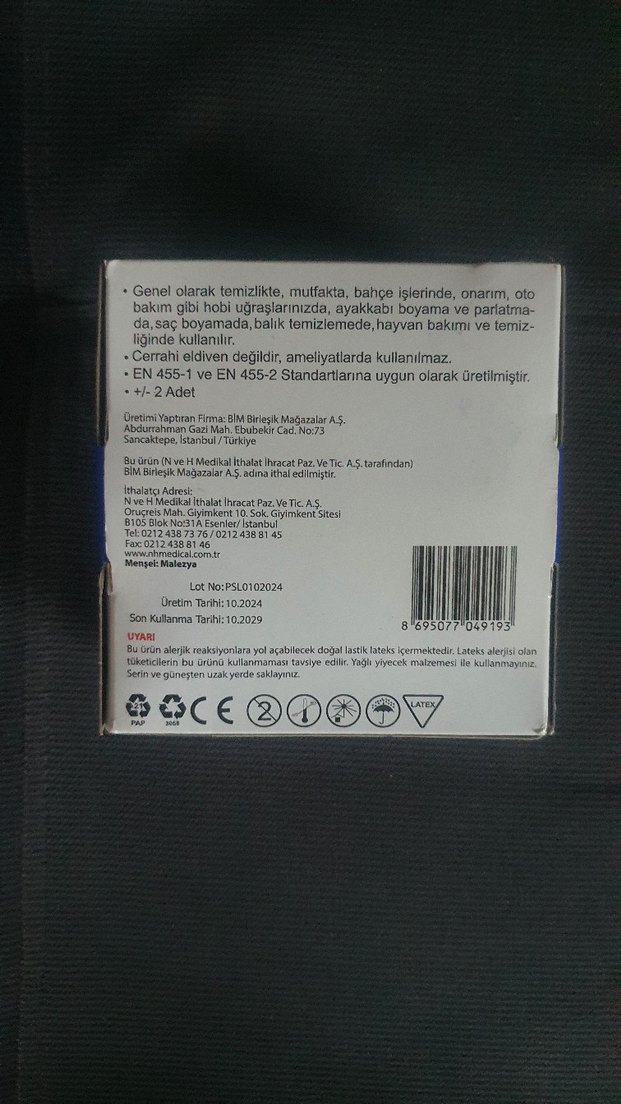 • Genel olarak temizlikte, mutfakta, bahçe işlerinde, onarım, oto
bakım gibi hobi uğraşlarınızda, ayakkabı boyama ve parlatma-
da, saç boyamada, balık temizlemede, hayvan bakımı ve temiz-
liğinde kullanılır.
• Cerrahi eldiven değildir, ameliyatlarda kullanılmaz.
• EN 455-1 ve EN 455-2 Standartlarına uygun olarak üretilmiştir.
• +/- 2 Adet
Üretimi Yaptıran Firma: BİM Birleşik Mağazalar A.Ş.
Abdurrahman Gazi Mah. Ebubekir Cad. No:73
Sancaktepe, İstanbul / Türkiye
Bu ürün (N ve H Medikal İthalat İhracat Paz. Ve Tic. A.Ş. tarafından)
BİM Birleşik Mağazalar A.Ş. adına ithal edilmiştir.
İthalatçı Adresi:
N ve H Medikal İthalat İhracat Paz. Ve Tic. A.Ş.
Oruçreis Mah. Giyimkent 10. Sok. Giyimkent Sitesi
B105 Blok No:31A Esenler/ İstanbul
Tel: 0212 438 73 76 / 0212 438 81 45
Fax: 0212 438 81 46
www.nhmedical.com.tr
Menşei: Malezya
Lot No: PSL0102024
Üretim Tarihi: 10.2024
Son Kullanma Tarihi: 10.2029
8 695077 049193
UYARI
Bu ürün alerjik reaksiyonlara yol açabilecek doğal lastik lateks içermektedir. Lateks alerjisi olan
tüketicilerin bu ürünü kullanmaması tavsiye edilir. Yağlı yiyecek malzemesi ile kullanmayınız.
Serin ve güneşten uzak yerde saklayınız.
21 CE 2 LATEX
PAP